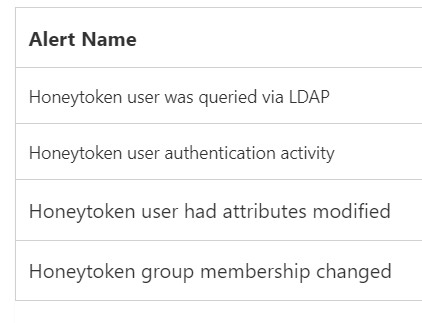 Alert Name
Honeytoken user was queried via LDAP
Honeytoken user authentication activity
Honeytoken user had attributes modified
Honeytoken group membership changed